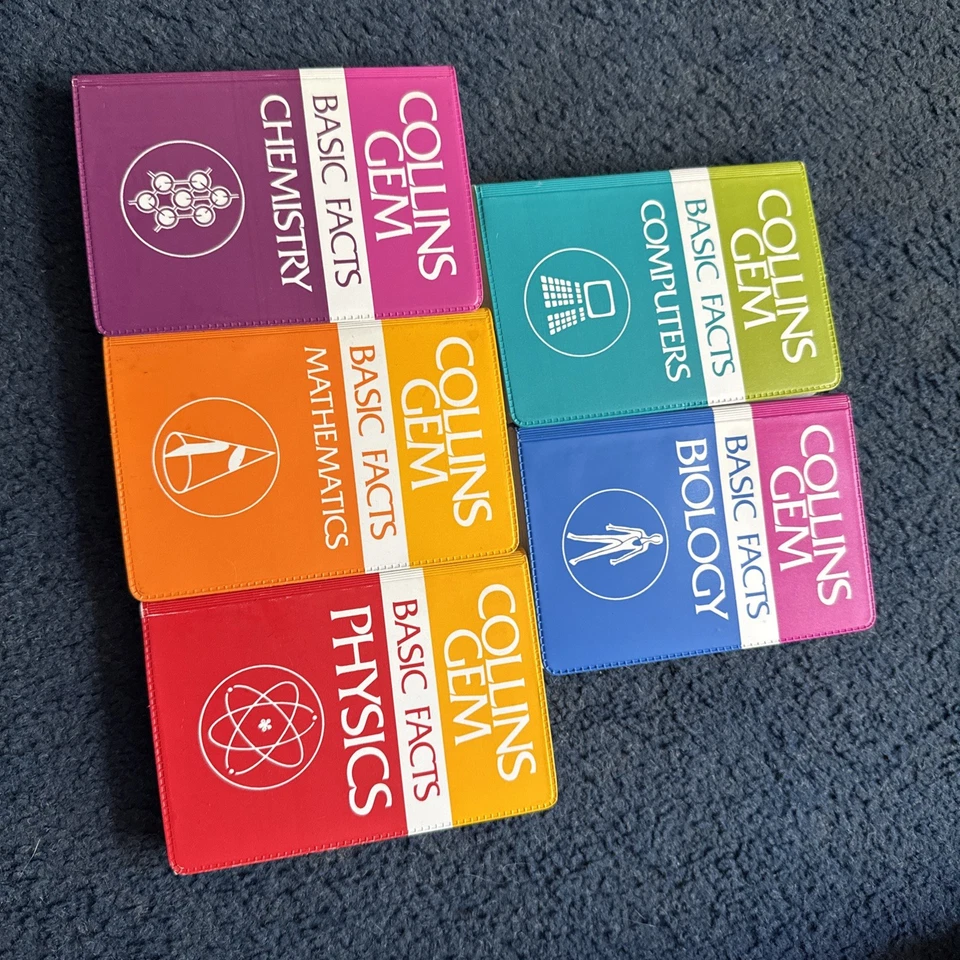 COLLINS
GEM
BASIC FACTS
CHEMISTRY
COLLINS
GEM
BASIC FACTS
MATHEMATICS
COLLINS
GEM
BASIC FACTS
PHYSICS
COLLINS
GEM
BASIC FACTS
COMPUTERS
COLLINS
GEM
BASIC FACTS
BIOLOGY